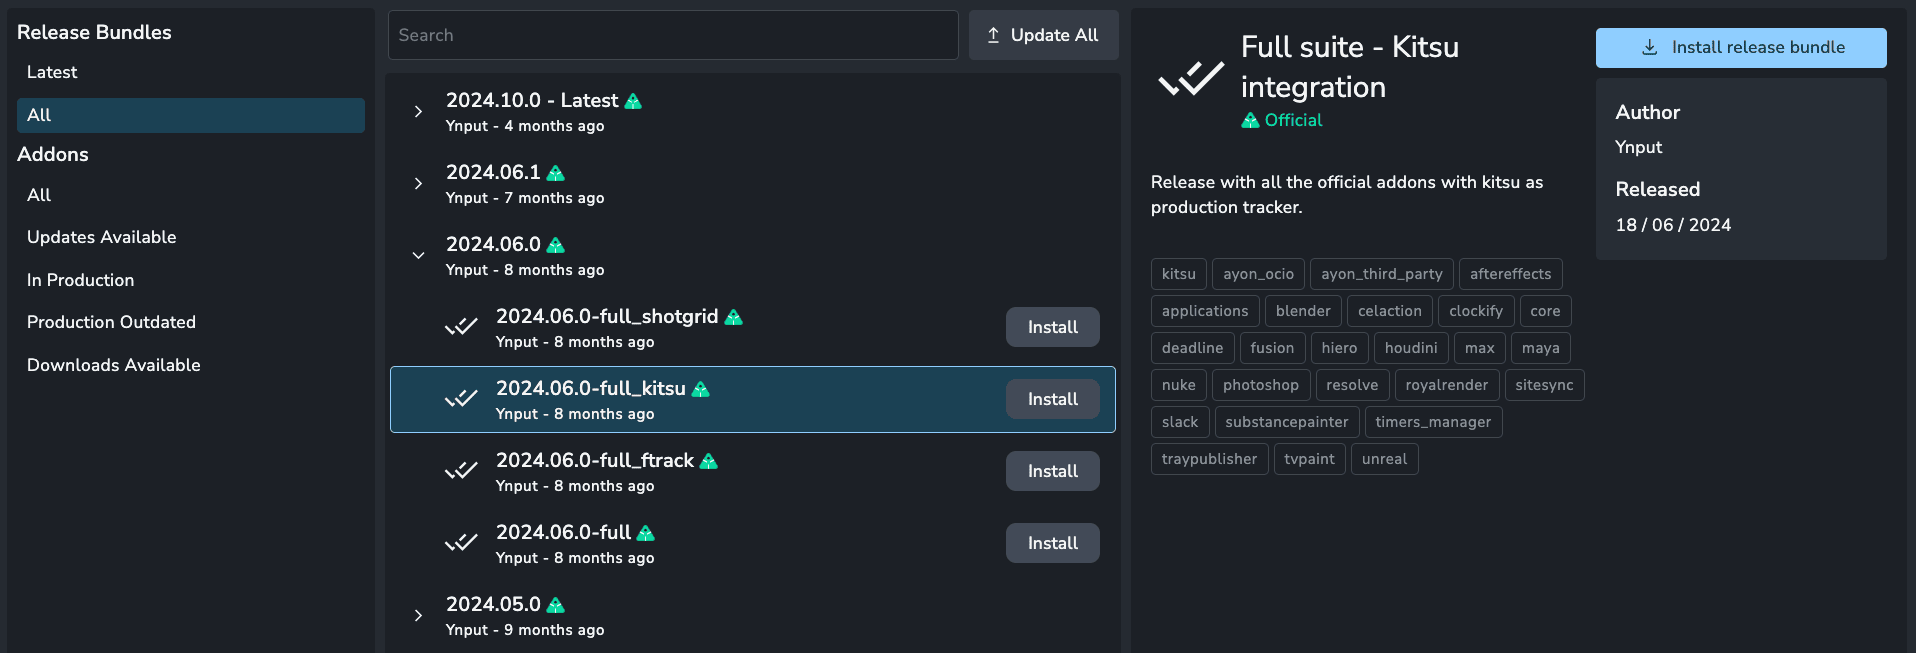 Release Bundles
Latest
All
Addons
All
Updates Available
In Production
Production Outdated
Downloads Available
Search
Update All
2024.10.0 - Latest
Ynput - 4 months ago
2024.06.1
Ynput - 7 months ago
2024.06.0
Ynput - 8 months ago
2024.06.0-full_shotgrid
Ynput - 8 months ago
Install
2024.06.0-full_kitsu
Ynput - 8 months ago
Install
2024.06.0-full_ftrack
Ynput - 8 months ago
Install
2024.06.0-full
Ynput - 8 months ago
Install
2024.05.0
Ynput - 9 months ago
Full suite - Kitsu
integration
Official
Release with all the official addons with kitsu as
production tracker.
kitsu ayon_ocio ayon_third_party aftereffects
applications blender celaction clockify core
deadline fusion hiero houdini max maya
nuke photoshop resolve royalrender sitesync
slack substancepainter timers_manager
traypublisher tvpaint unreal
Install release bundle
Author
Ynput
Released
18 / 06 / 2024